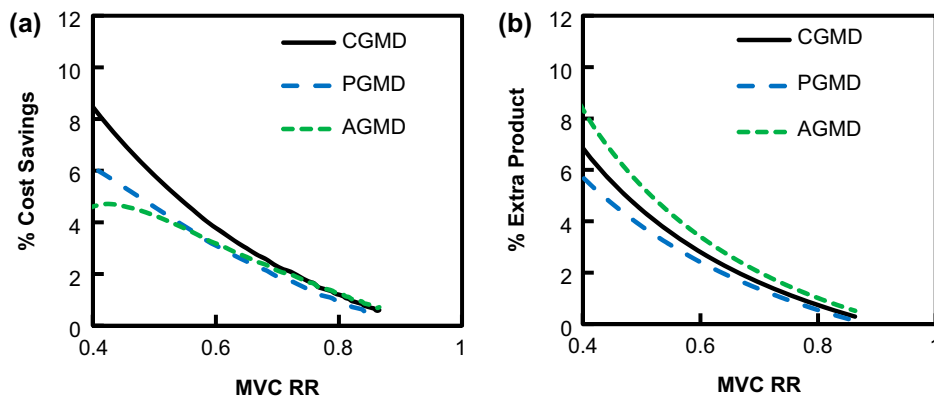 (a)
% Cost Savings
12
10
8
6
4
2
0
0.4 0.6 0.8 1
MVC RR
CGMD
PGMD
AGMD
(b)
% Extra Product
12
10
8
6
4
2
0
0.4 0.6 0.8 1
MVC RR
CGMD
PGMD
AGMD